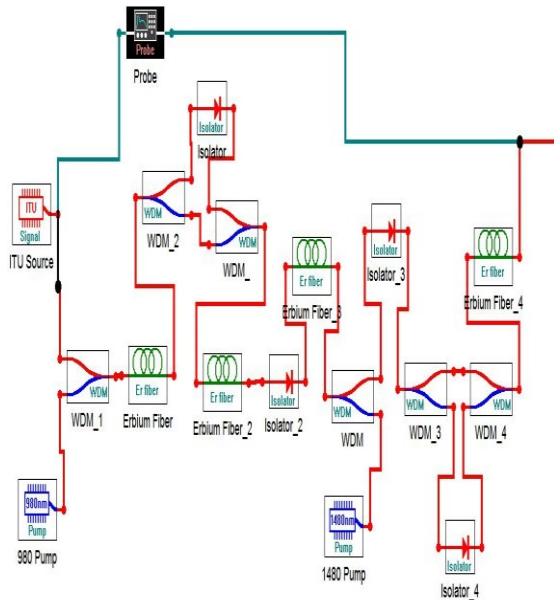 Probe
Probe
Isolator
Isolator
ITU
Signal
ITU Source
WDM
WDM_2
WDM
WDM_
Isolator
Isolator_3
Er fiber
Erbium Fiber_3
Er fiber
Erbium Fiber_4
WDM
WDM_1
Er fiber
Erbium Fiber
Er fiber
Erbium Fiber_2
Isolator
Isolator_2
WDM
WDM
WDM
WDM_3
WDM
WDM_4
980nm
Pump
980 Pump
1480nm
Pump
1480 Pump
Isolator
Isolator_4